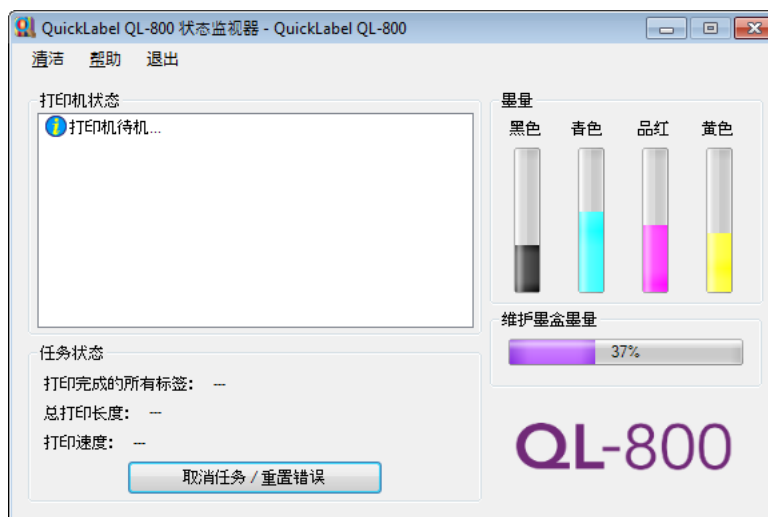 QuickLabel QL-800 状态监视器 - QuickLabel QL-800
清洁 帮助 退出
打印机状态
打印机待机...
墨量
黑色 青色 品红 黄色
维护墨盒墨量
37%
任务状态
打印完成的所有标签： ---
总打印长度： ---
打印速度： ---
取消任务 / 重置错误
QL-800